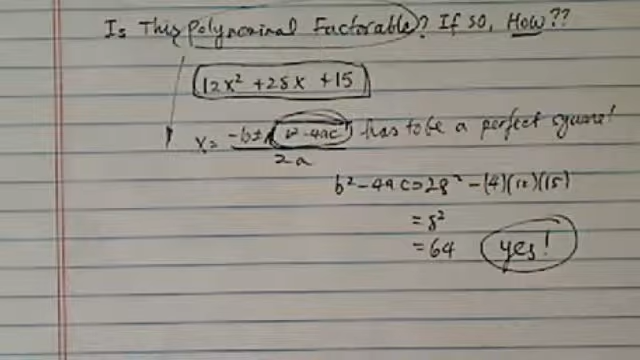 Is This Polynomial Factorable? If so, How??
12x² + 28x + 15
x = -b ± √b²-4ac / 2a has to be a perfect square!
b² - 4ac = 28² - (4)(12)(15)
= 8²
= 64 yes!